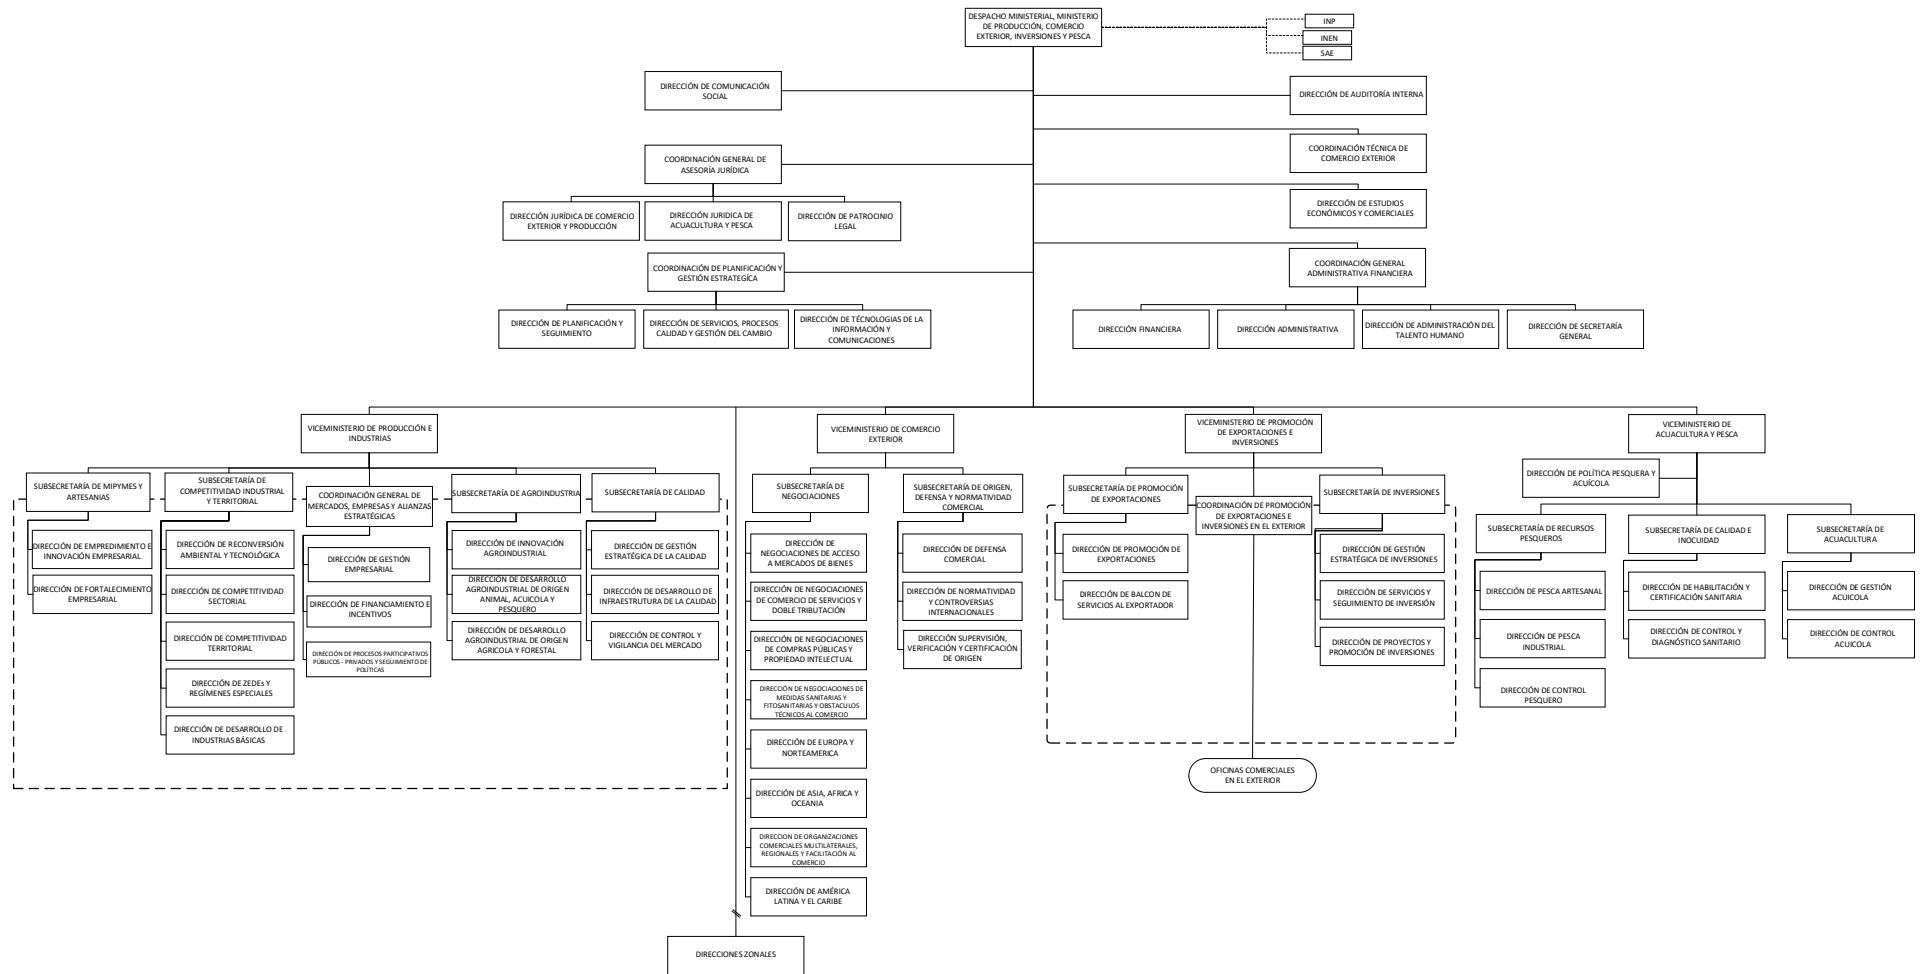 DESPACHO MINISTERIAL, MINISTERIO
DE PRODUCCIÓN, COMERCIO
EXTERIOR, INVERSIONES Y PESCA
INP
INEN
SAE
DIRECCIÓN DE COMUNICACIÓN
SOCIAL
DIRECCIÓN DE AUDITORÍA INTERNA
COORDINACIÓN GENERAL DE
ASESORÍA JURÍDICA
COORDINACIÓN TÉCNICA DE
COMERCIO EXTERIOR
DIRECCIÓN JURÍDICA DE COMERCIO
EXTERIOR Y PRODUCCIÓN
DIRECCIÓN JURIDICA DE
ACUACULTURA Y PESCA
DIRECCIÓN DE PATROCINIO
LEGAL
DIRECCIÓN DE ESTUDIOS
ECONÓMICOS Y COMERCIALES
COORDINACIÓN DE PLANIFICACIÓN Y
GESTIÓN ESTRATEGÍCA
COORDINACIÓN GENERAL
ADMINISTRATIVA FINANCIERA
DIRECCIÓN DE PLANIFICACIÓN Y
SEGUIMIENTO
DIRECCIÓN DE SERVICIOS, PROCESOS
CALIDAD Y GESTIÓN DEL CAMBIO
DIRECCIÓN DE TÉCNOLOGIAS DE LA
INFORMACIÓN Y
COMUNICACIONES
DIRECCIÓN FINANCIERA
DIRECCIÓN ADMINISTRATIVA
DIRECCIÓN DE ADMINISTRACIÓN DEL
TALENTO HUMANO
DIRECCIÓN DE SECRETARÍA
GENERAL
VICEMINISTERIO DE PRODUCCIÓN E
INDUSTRIAS
VICEMINISTERIO DE COMERCIO
EXTERIOR
VICEMINISTERIO DE PROMOCIÓN
DE EXPORTACIONES E
INVERSIONES
VICEMINISTERIO DE
ACUACULTURA Y PESCA
SUBSECRETARÍA DE MIPYMES Y
ARTESANIAS
DIRECCIÓN DE EMPREDIMIENTO E
INNOVACIÓN EMPRESARIAL
DIRECCIÓN DE FORTALECIMIENTO
EMPRESARIAL
SUBSECRETARÍA DE
COMPETITIVIDAD INDUSTRIAL
Y TERRITORIAL
DIRECCIÓN DE RECONVERSIÓN
AMBIENTAL Y TECNOLÓGICA
DIRECCIÓN DE COMPETITIVIDAD
SECTORIAL
DIRECCIÓN DE COMPETITIVIDAD
TERRITORIAL
DIRECCIÓN DE ZEDEs Y
REGÍMENES ESPECIALES
DIRECCIÓN DE DESARROLLO DE
INDUSTRIAS BÁSICAS
COORDINACIÓN GENERAL DE
MERCADOS, EMPRESAS Y ALIANZAS
ESTRATÉGICAS
DIRECCIÓN DE GESTIÓN
EMPRESARIAL
DIRECCIÓN DE FINANCIAMIENTO E
INCENTIVOS
DIRECCIÓN DE PROCESOS PARTICIPATIVOS
PÚBLICOS - PRIVADOS Y SEGUIMIENTO DE
POLÍTICAS
SUBSECRETARÍA DE AGROINDUSTRIA
DIRECCIÓN DE INNOVACIÓN
AGROINDUSTRIAL
DIRECCIÓN DE DESARROLLO
AGROINDUSTRIAL DE ORIGEN
ANIMAL, ACUICOLA Y
PESQUERO
DIRECCIÓN DE DESARROLLO
AGROINDUSTRIAL DE ORIGEN
AGRICOLA Y FORESTAL
SUBSECRETARÍA DE CALIDAD
DIRECCIÓN DE GESTIÓN
ESTRATÉGICA DE LA CALIDAD
DIRECCIÓN DE DESARROLLO DE
INFRAESTRUTURA DE LA CALIDAD
DIRECCIÓN DE CONTROL Y
VIGILANCIA DEL MERCADO
SUBSECRETARÍA DE
NEGOCIACIONES
DIRECCIÓN DE
NEGOCIACIONES DE ACCESO
A MERCADOS DE BIENES
DIRECCIÓN DE NEGOCIACIONES
DE COMERCIO DE SERVICIOS Y
DOBLE TRIBUTACIÓN
DIRECCIÓN DE NEGOCIACIONES
DE COMPRAS PÚBLICAS Y
PROPIEDAD INTELECTUAL
DIRECCIÓN DE NEGOCIACIONES DE
MEDIDAS SANITARIAS Y
FITOSANITARIAS Y OBSTACULOS
TÉCNICOS AL COMERCIO
DIRECCIÓN DE EUROPA Y
NORTEAMERICA
DIRECCIÓN DE ASIA, AFRICA Y
OCEANIA
DIRECCION DE ORGANIZACIONES
COMERCIALES MULTILATERALES,
REGIONALES Y FACILITACIÓN AL
COMERCIO
DIRECCIÓN DE AMÉRICA
LATINA Y EL CARIBE
SUBSECRETARÍA DE ORIGEN,
DEFENSA Y NORMATIVIDAD
COMERCIAL
DIRECCIÓN DE DEFENSA
COMERCIAL
DIRECCIÓN DE NORMATIVIDAD
Y CONTROVERSIAS
INTERNACIONALES
DIRECCIÓN SUPERVISIÓN,
VERIFICACIÓN Y CERTIFICACIÓN
DE ORIGEN
SUBSECRETARÍA DE PROMOCIÓN
DE EXPORTACIONES
DIRECCIÓN DE PROMOCIÓN DE
EXPORTACIONES
DIRECCIÓN DE BALCON DE
SERVICIOS AL EXPORTADOR
COORDINACIÓN DE PROMOCIÓN
DE EXPORTACIONES E
INVERSIONES EN EL EXTERIOR
OFICINAS COMERCIALES
EN EL EXTERIOR
SUBSECRETARÍA DE INVERSIONES
DIRECCIÓN DE GESTIÓN
ESTRATÉGICA DE INVERSIONES
DIRECCIÓN DE SERVICIOS Y
SEGUIMIENTO DE INVERSIÓN
DIRECCIÓN DE PROYECTOS Y
PROMOCIÓN DE INVERSIONES
DIRECCIÓN DE POLÍTICA PESQUERA Y
ACUÍCOLA
SUBSECRETARÍA DE RECURSOS
PESQUEROS
DIRECCIÓN DE PESCA ARTESANAL
DIRECCIÓN DE PESCA
INDUSTRIAL
DIRECCIÓN DE CONTROL
PESQUERO
SUBSECRETARÍA DE CALIDAD E
INOCUIDAD
DIRECCIÓN DE HABILITACIÓN Y
CERTIFICACIÓN SANITARIA
DIRECCIÓN DE CONTROL Y
DIAGNÓSTICO SANITARIO
SUBSECRETARÍA DE
ACUACULTURA
DIRECCIÓN DE GESTIÓN
ACUICOLA
DIRECCIÓN DE CONTROL
ACUICOLA
DIRECCIONES ZONALES